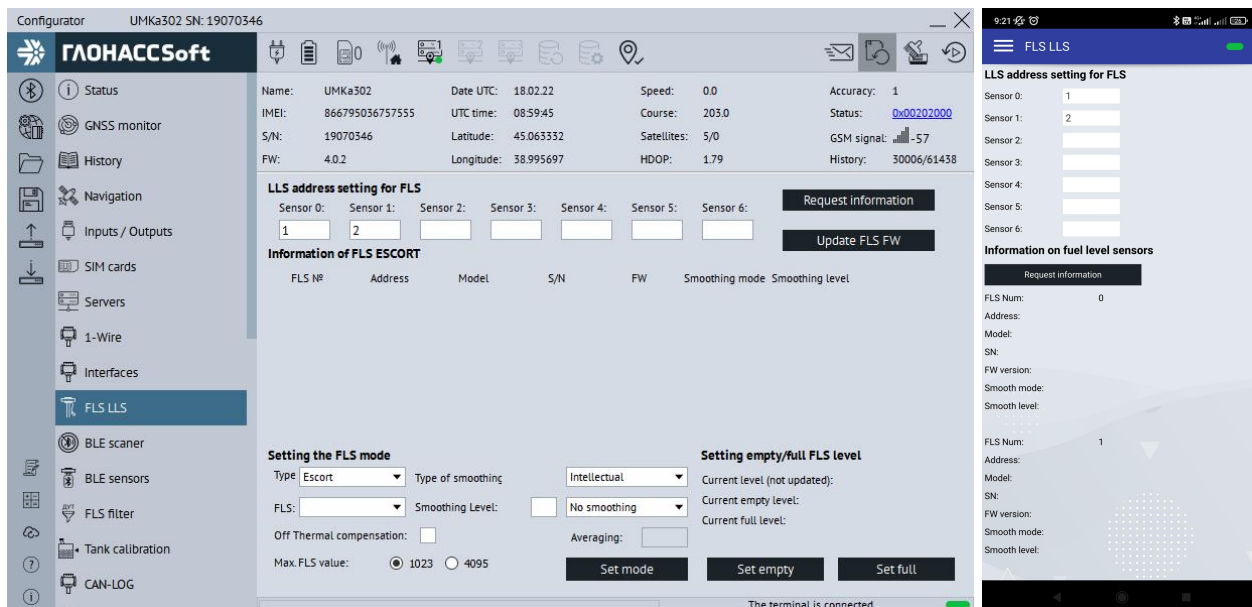 Configurator UMKa302 SN: 19070346
ГЛОНАССSoft
0
1
2
Status
GNSS monitor
History
Navigation
Inputs / Outputs
SIM cards
Servers
1-Wire
Interfaces
FLS LLS
BLE scaner
BLE sensors
FLS filter
Tank calibration
CAN-LOG
Name: UMKa302 Date UTC: 18.02.22 Speed: 0.0 Accuracy: 1
IMEI: 866795036757555 UTC time: 08:59:45 Course: 203.0 Status: 0x00202000
S/N: 19070346 Latitude: 45.063332 Satellites: 5/0 GSM signal: -57
FW: 4.0.2 Longitude: 38.995697 HDOP: 1.79 History: 30006/61438
LLS address setting for FLS
Sensor 0: Sensor 1: Sensor 2: Sensor 3: Sensor 4: Sensor 5: Sensor 6:
1 2
Request information
Update FLS FW
Information of FLS ESCORT
FLS № Address Model S/N FW Smoothing mode Smoothing level
Setting the FLS mode
Type Escort Type of smoothing Intellectual
FLS: Smoothing Level: No smoothing
Off Thermal compensation: Averaging:
Max. FLS value: 1023 4095
Set mode
Setting empty/full FLS level
Current level (not updated):
Current empty level:
Current full level:
Set empty Set full
The terminal is connected
9:21
FLS LLS
LLS address setting for FLS
Sensor 0: 1
Sensor 1: 2
Sensor 2:
Sensor 3:
Sensor 4:
Sensor 5:
Sensor 6:
Information on fuel level sensors
Request information
FLS Num: 0
Address:
Model:
SN:
FW version:
Smooth mode:
Smooth level:
FLS Num: 1
Address:
Model:
SN:
FW version:
Smooth mode:
Smooth level: